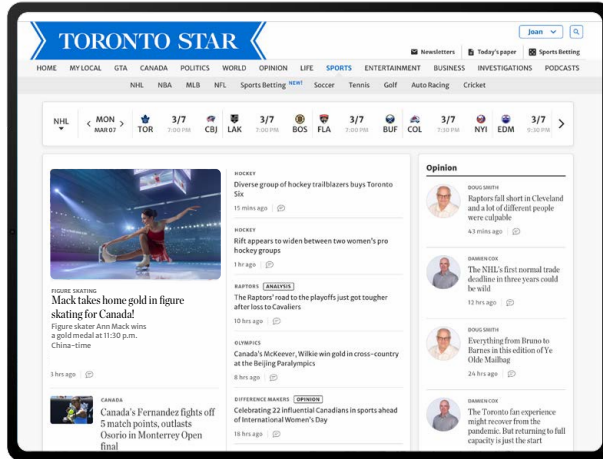 Joan
TORONTO STAR
Newsletters Today's paper Sports Betting
HOME MY LOCAL GTA CANADA POLITICS WORLD OPINION LIFE SPORTS ENTERTAINMENT BUSINESS INVESTIGATIONS PODCASTS
NHL NBA MLB NFL Sports Betting NEW! Soccer Tennis Golf Auto Racing Cricket
NHL MON 3/7 3/7 3/7 3/7 3/7
MAR 07 TOR 7:00 PM CBJ LAK 7:00 PM BOS FLA 7:00 PM BUF COL 7:30 PM NYI EDM 9:30 PM
FIGURE SKATING
Mack takes home gold in figure
skating for Canada!
Figure skater Ann Mack wins
a gold medal at 11:30 p.m.
China-time
3 hrs ago
CANADA
Canada's Fernandez fights off
5 match points, outlasts
Osorio in Monterrey Open
final
HOCKEY
Diverse group of hockey trailblazers buys Toronto
Six
15 mins ago
HOCKEY
Rift appears to widen between two women's pro
hockey groups
1 hr ago
RAPTORS ANALYSIS
The Raptors' road to the playoffs just got tougher
after loss to Cavaliers
10 hrs ago
OLYMPICS
Canada's McKeever, Wilkie win gold in cross-country
at the Beijing Paralympics
8 hrs ago
DIFFERENCE MAKERS OPINION
Celebrating 22 influential Canadians in sports ahead
of International Women's Day
18 hrs ago
Opinion
DOUG SMITH
Raptors fall short in Cleveland
and a lot of different people
were culpable
43 mins ago
DAMIEN COX
The NHL's first normal trade
deadline in three years could
be wild
12 hrs ago
DOUG SMITH
Everything from Bruno to
Barnes in this edition of Ye
Olde Mailbag
24 hrs ago
DAMIEN COX
The Toronto fan experience
might recover from the
pandemic. But returning to full
capacity is just the start